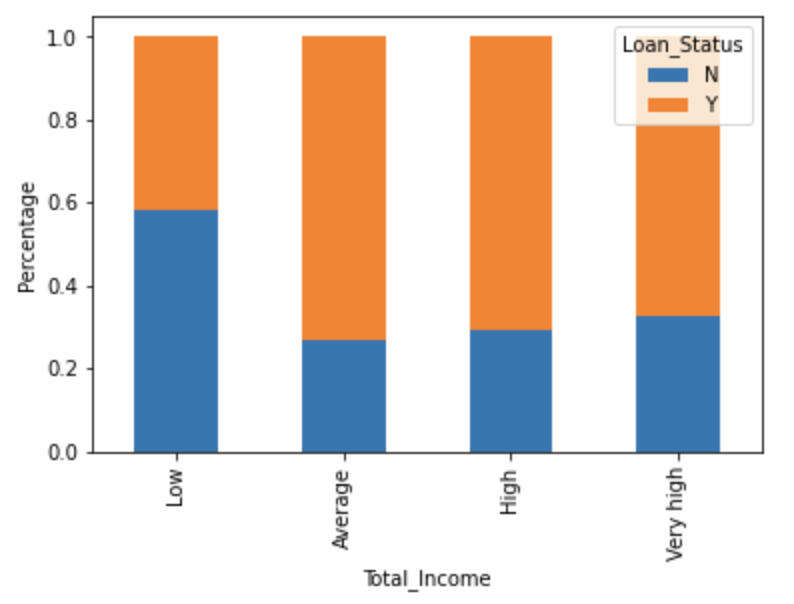 Loan_Status
N
Y
1.0
0.8
0.6
0.4
0.2
0.0
Percentage
Low
Average
High
Very high
Total_Income